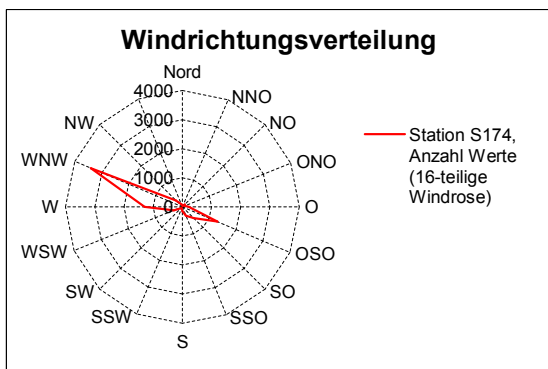 Windrichtungsverteilung
Nord
4000
3000
2000
1000
0
NNO
NO
ONO
O
OSO
SO
SSO
S
SSW
SW
WSW
W
WNW
NW
Station S174,
Anzahl Werte
(16-teilige
Windrose)